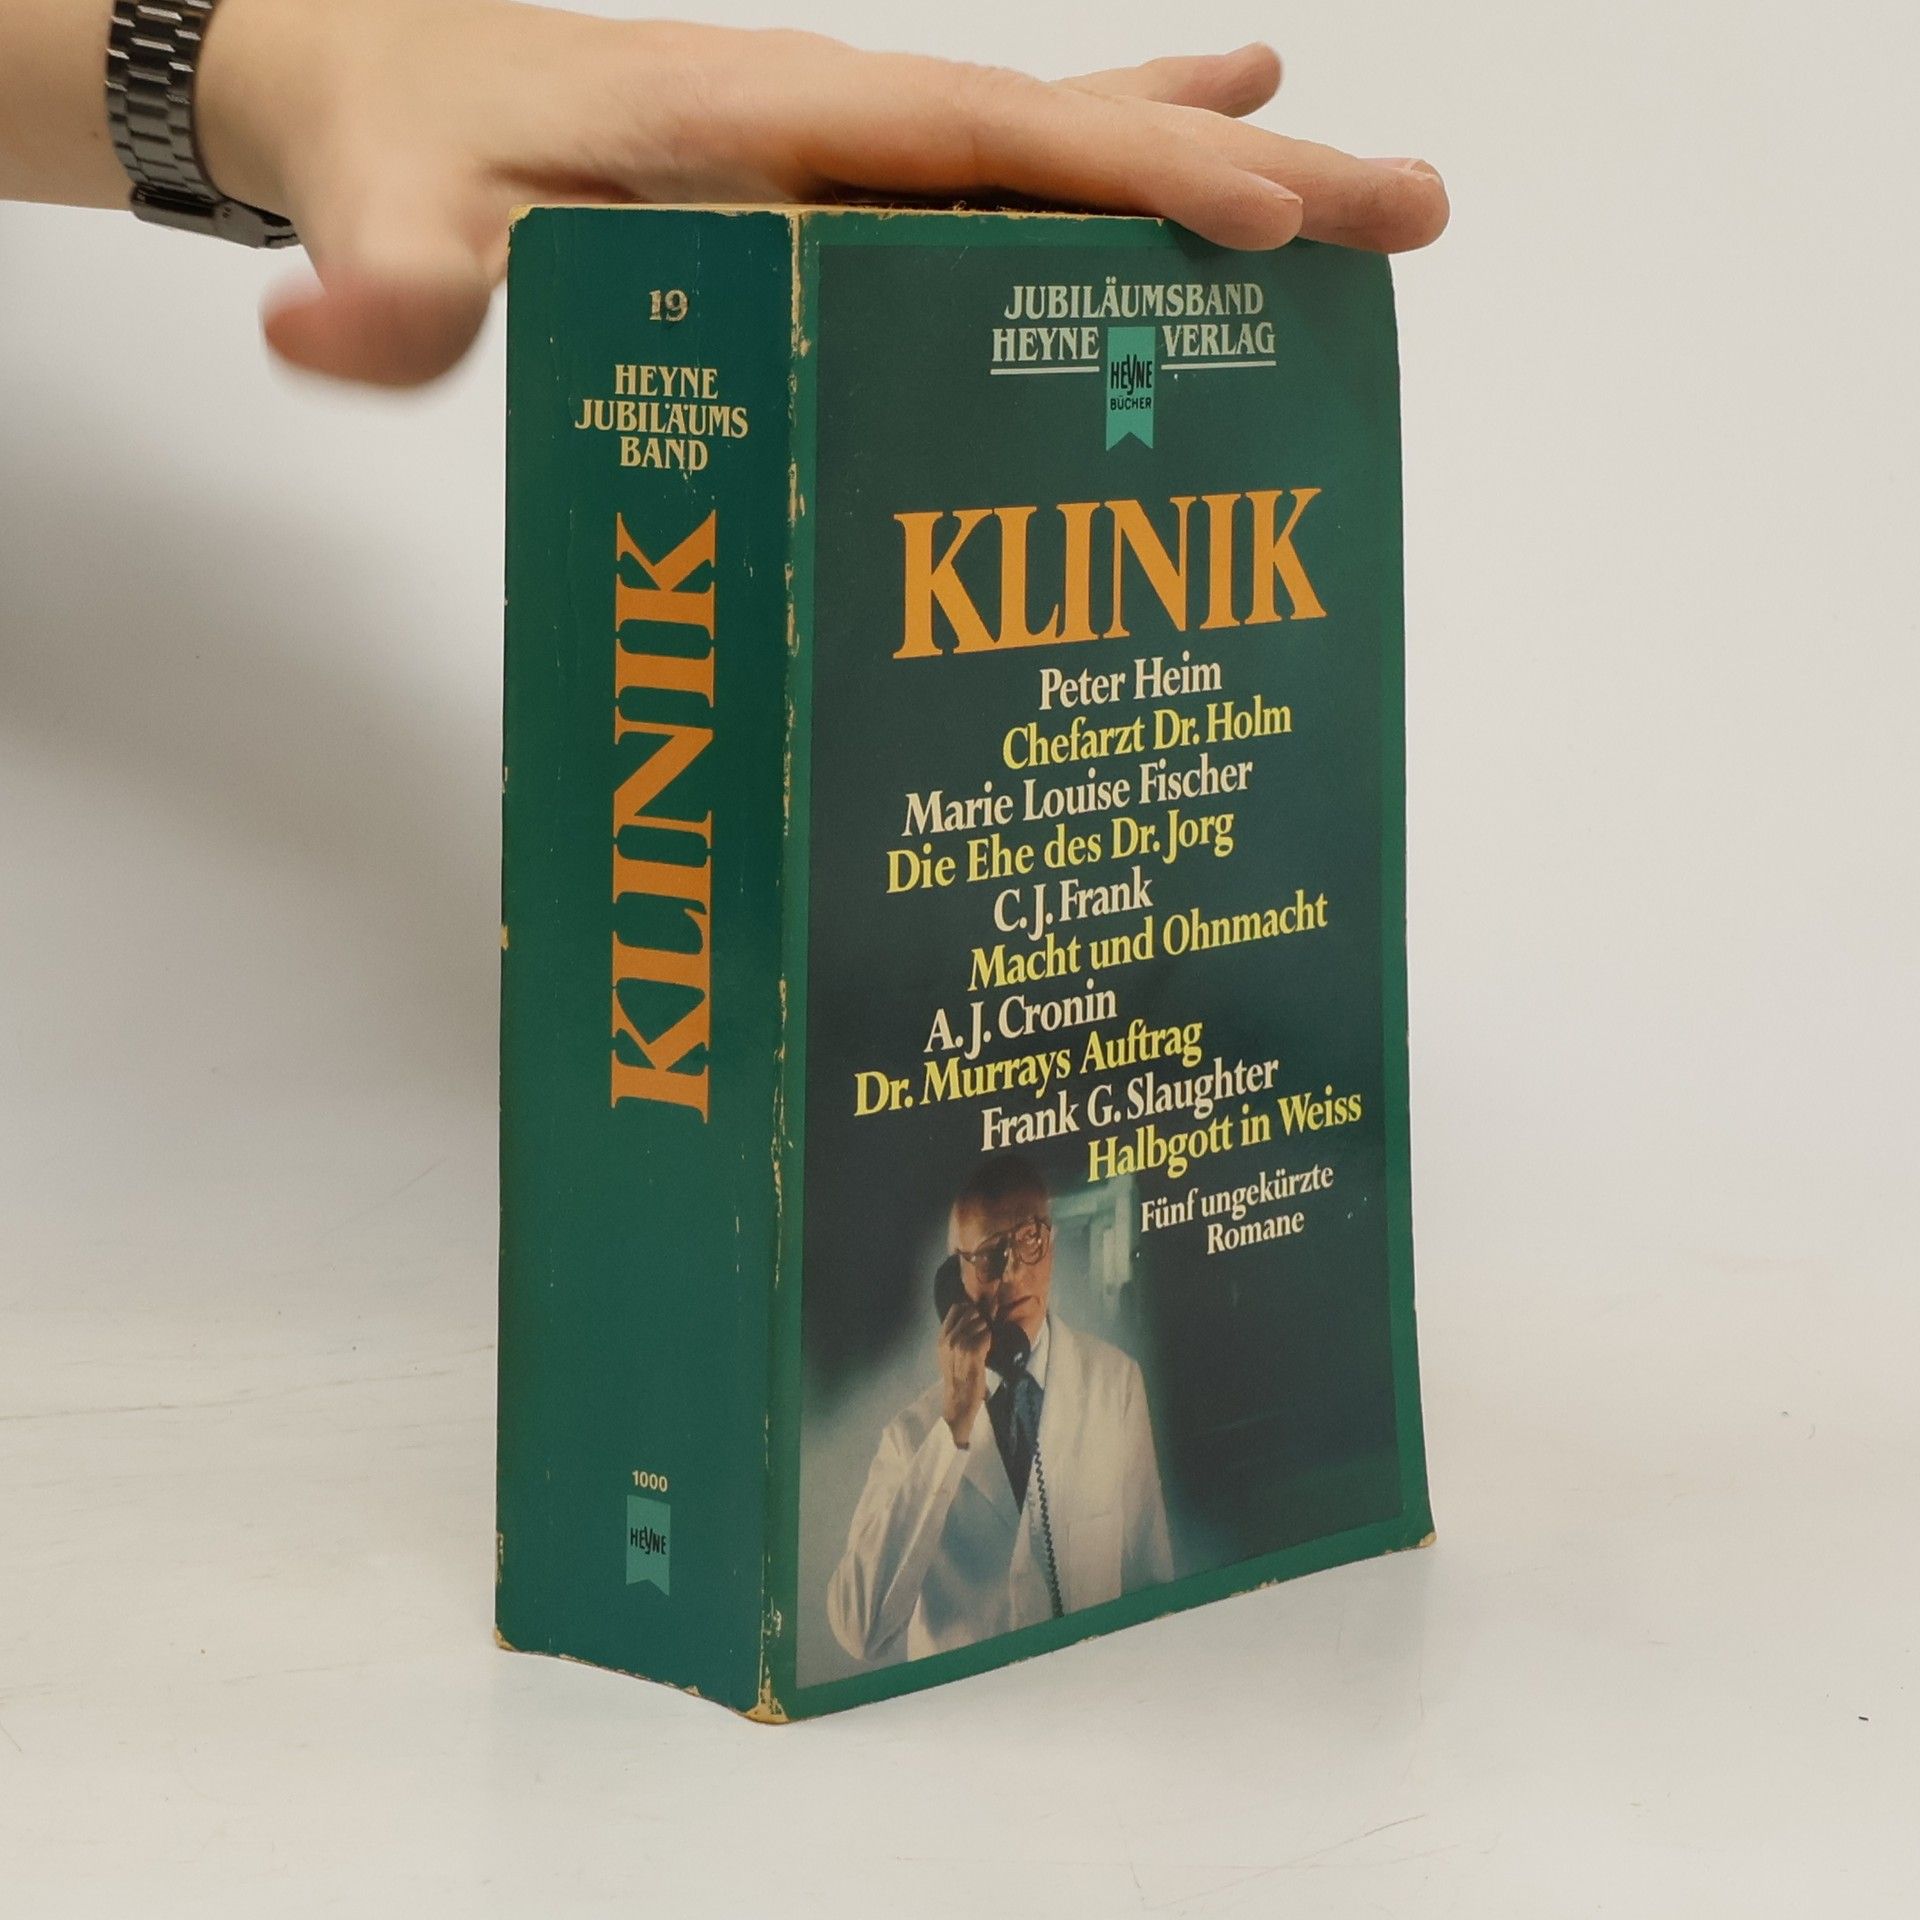 19
HEYNE
JUBILÄUMS
BAND
KLINIK
1000
HEYNE
JUBILÄUMSBAND
HEYNE VERLAG
HEYNE
BÜCHER
KLINIK
Peter Heim
Chefarzt Dr. Holm
Marie Louise Fischer
Die Ehe des Dr. Jorg
C. J. Frank
Macht und Ohnmacht
A. J. Cronin
Dr. Murrays Auftrag
Frank G. Slaughter
Halbgott in Weiss
Fünf ungekürzte
Romane